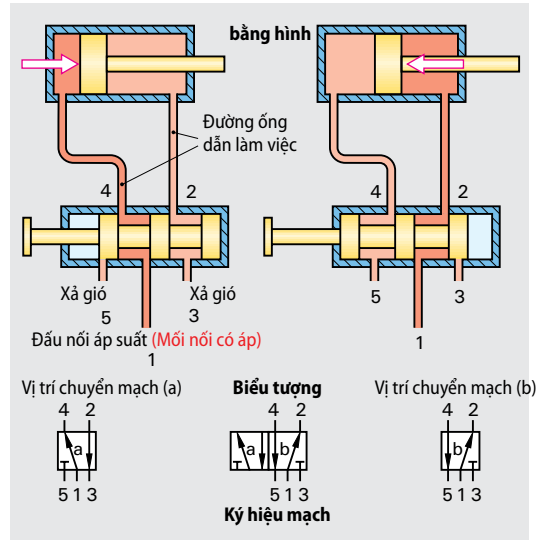 bằng hình
Đường ống
dẫn làm việc
4 2
4 2
Xả gió
5
Xả gió
3
5 3
Đấu nối áp suất (Mối nối có áp)
1
1
Vị trí chuyển mạch (a)
Biểu tượng
Vị trí chuyển mạch (b)
4 2
4 2
4 2
a
a b
b
5 1 3
5 1 3
5 1 3
Ký hiệu mạch